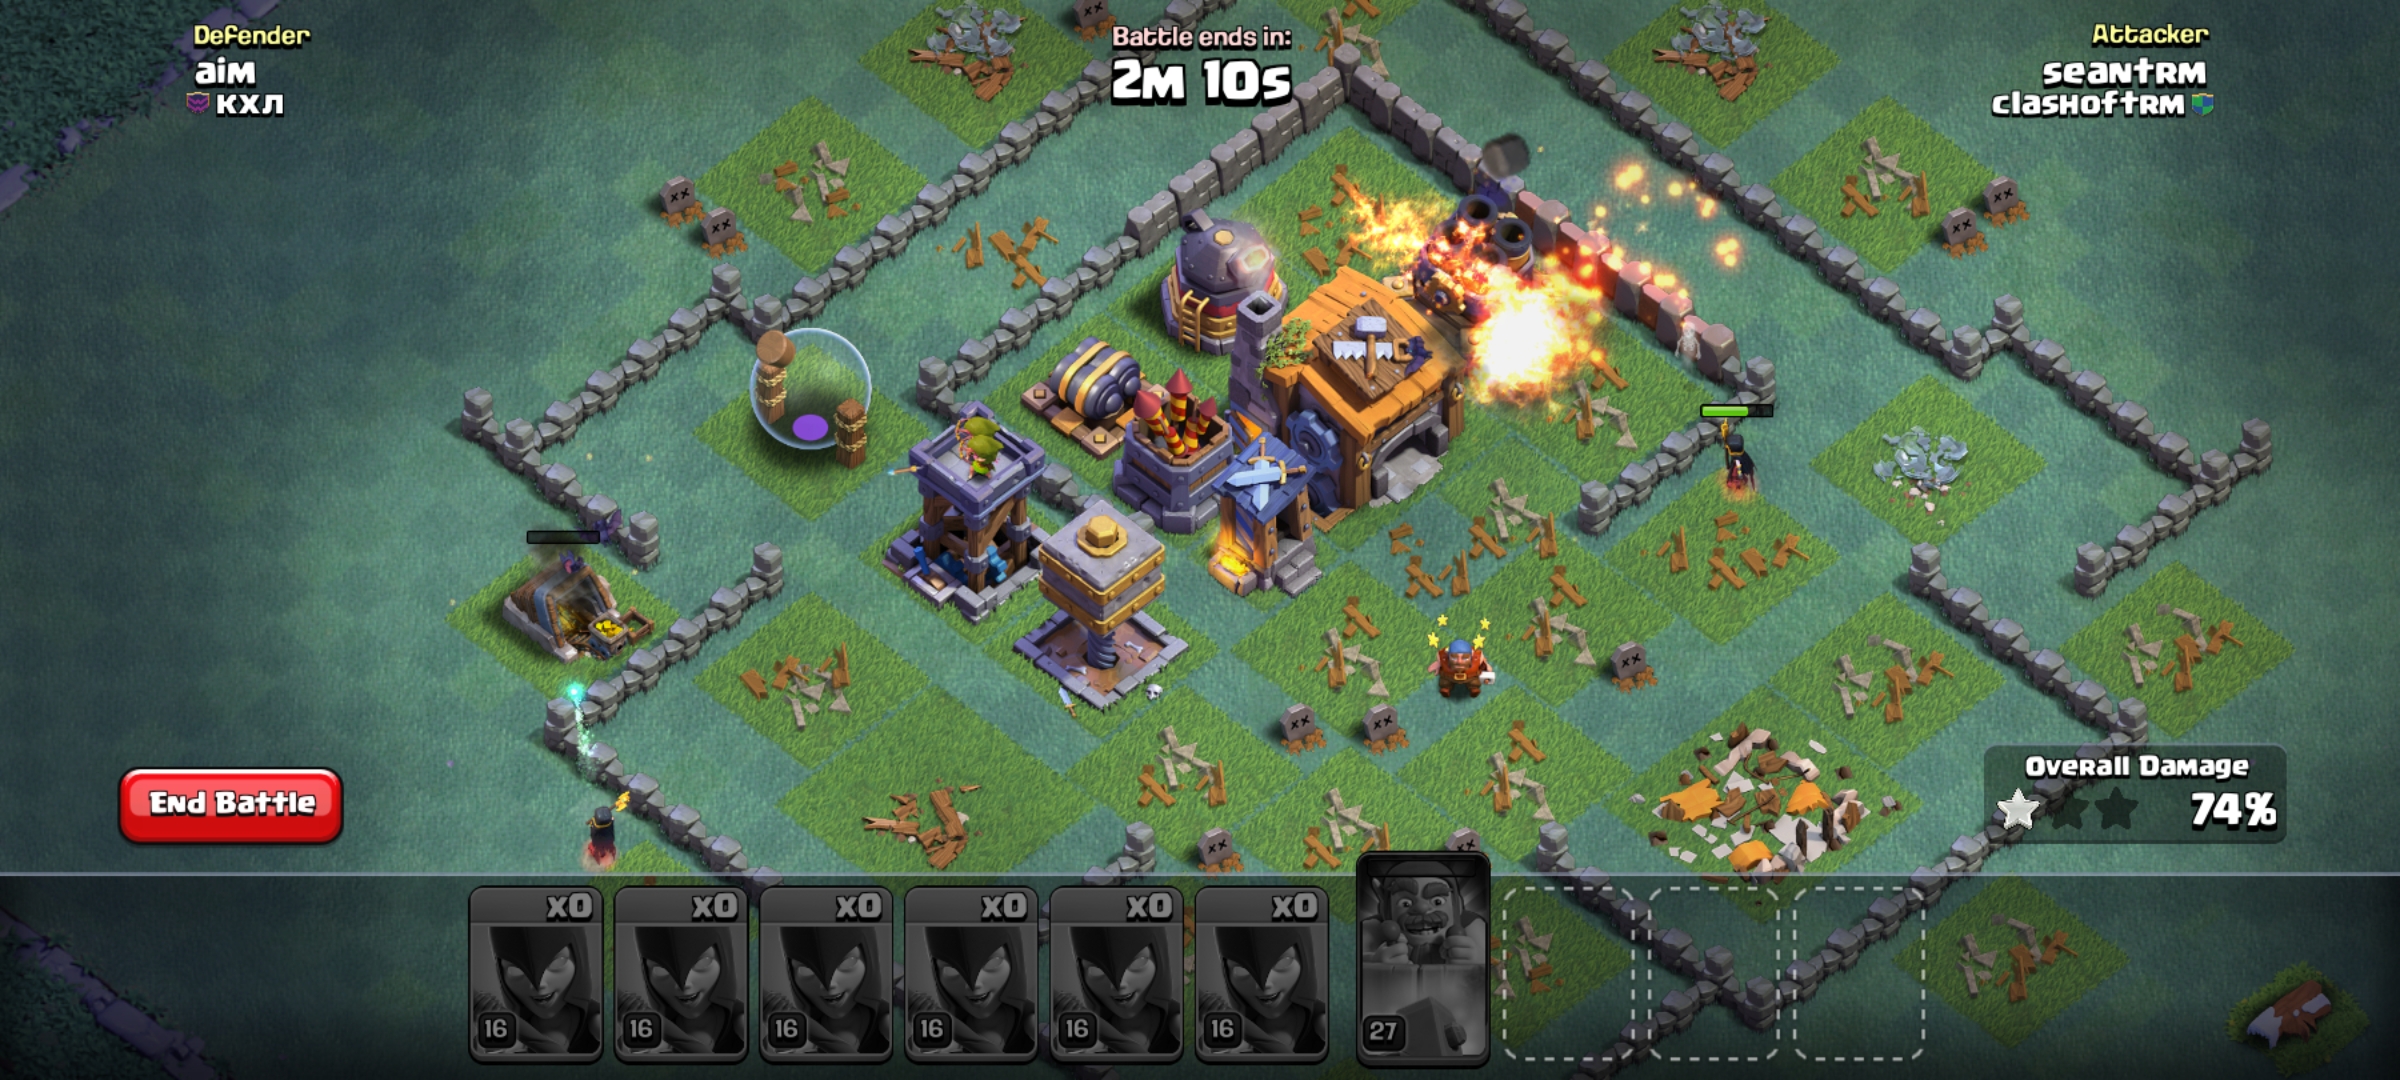 Defender
aim
кхл
Battle ends in:
2m 10s
Attacker
seantrm
clashoftrm
End Battle
Overall Damage
74%
x0
x0
x0
x0
x0
x0
16
16
16
16
16
16
27